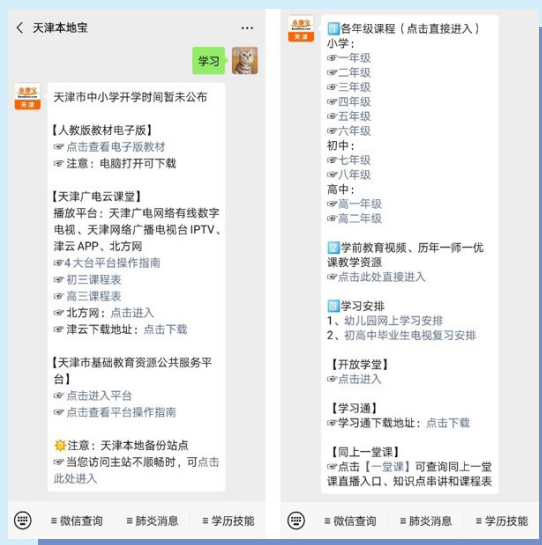 天津本地宝
学习
本地宝
天津
天津市中小学开学时间暂未公布
【人教版教材电子版】
☞点击查看电子版教材
☞注意：电脑打开可下载
【天津广电云课堂】
播放平台：天津广电网络有线数字
电视、天津网络广播电视台IPTV、
津云APP、北方网
☞4大台平台操作指南
☞初三课程表
☞高三课程表
☞北方网：点击进入
☞津云下载地址：点击下载
【天津市基础教育资源公共服务平
台】
☞点击进入平台
☞点击查看平台操作指南
注意：天津本地备份站点
☞当您访问主站不顺畅时，可点击
此处进入
≡微信查询
≡肺炎消息
≡学历技能
本地宝
天津
1️⃣各年级课程（点击直接进入）
小学：
☞一年级
☞二年级
☞三年级
☞四年级
☞五年级
☞六年级
初中：
☞七年级
☞八年级
高中：
☞高一年级
☞高二年级
2️⃣学前教育视频、历年一师一优
课教学资源
☞点击此处直接进入
3️⃣学习安排
1、幼儿园网上学习安排
2、初高中毕业生电视复习安排
【开放学堂】
☞点击进入
【学习通】
☞学习通下载地址：点击下载
【同上一堂课】
☞点击【一堂课】可查询同上一堂
课直播入口、知识点串讲和课程表
≡微信查询
≡肺炎消息
≡学历技能